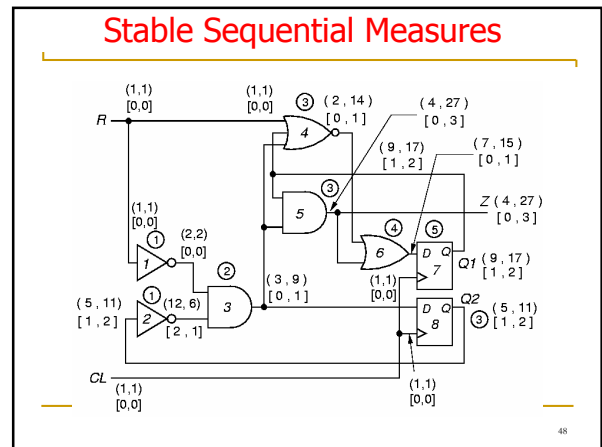 Stable Sequential Measures
(1,1)
[0,0]
R
(1,1)
[0,0]
3
(2 , 14)
[0 , 1]
4
(4 , 27)
[0 , 3]
(7 , 15)
[0 , 1]
(9 , 17)
[1 , 2]
3
5
Z (4 , 27)
[0 , 3]
(1,1)
[0,0]
1
1
(2,2)
[0,0]
4
6
5
D Q
7
Q1 (9 , 17)
[1 , 2]
2
3
(3 , 9)
[0 , 1]
(1,1)
[0,0]
(5 , 11)
[1 , 2]
1
2
(12, 6)
[2 , 1]
D Q
8
Q2
3
(5 , 11)
[1 , 2]
CL
(1,1)
[0,0]
(1,1)
[0,0]
48